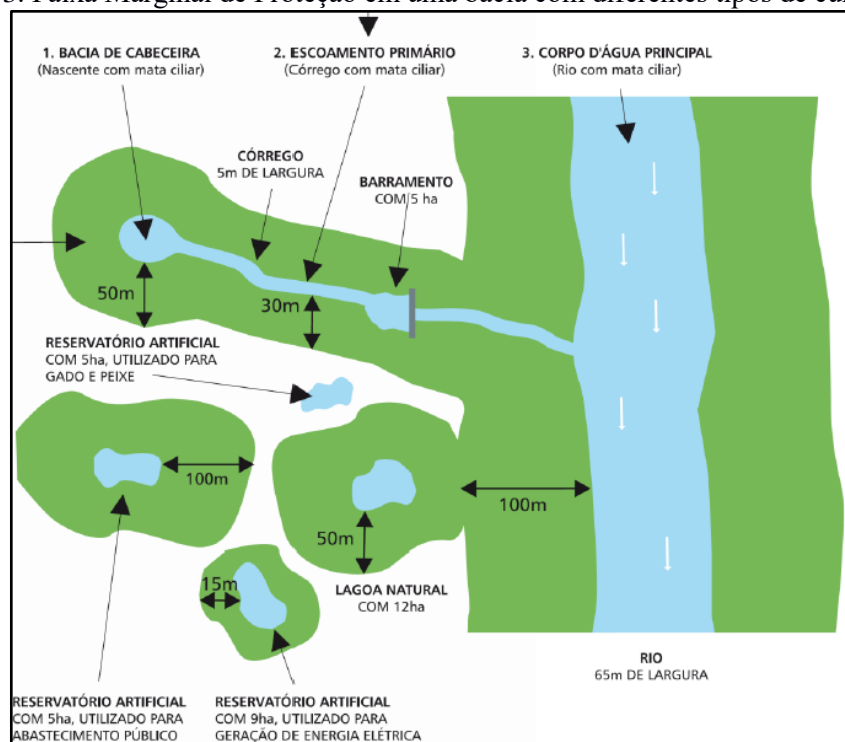 1. BACIA DE CABECEIRA
(Nascente com mata ciliar)
2. ESCOAMENTO PRIMÁRIO
(Córrego com mata ciliar)
3. CORPO D'ÁGUA PRINCIPAL
(Rio com mata ciliar)
CÓRREGO
5m DE LARGURA
BARRAMENTO
COM 5 ha
50m
30m
RESERVATÓRIO ARTIFICIAL
COM 5ha, UTILIZADO PARA
GADO E PEIXE
100m
50m
100m
LAGOA NATURAL
COM 12ha
15m
RIO
65m DE LARGURA
RESERVATÓRIO ARTIFICIAL
COM 5ha, UTILIZADO PARA
ABASTECIMENTO PÚBLICO
RESERVATÓRIO ARTIFICIAL
COM 9ha, UTILIZADO PARA
GERAÇÃO DE ENERGIA ELÉTRICA